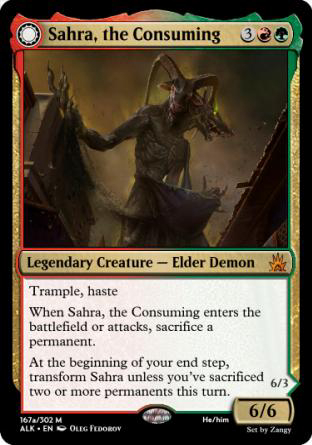 Sahra, the Consuming 3
Legendary Creature — Elder Demon
Trample, haste
When Sahra, the Consuming enters the
battlefield or attacks, sacrifice a
permanent.
At the beginning of your end step,
transform Sahra unless you've sacrificed
two or more permanents this turn.
6/3
6/6
167a/302 M
He/him
ALK • EN Oleg Fedorov
Set by Zangy